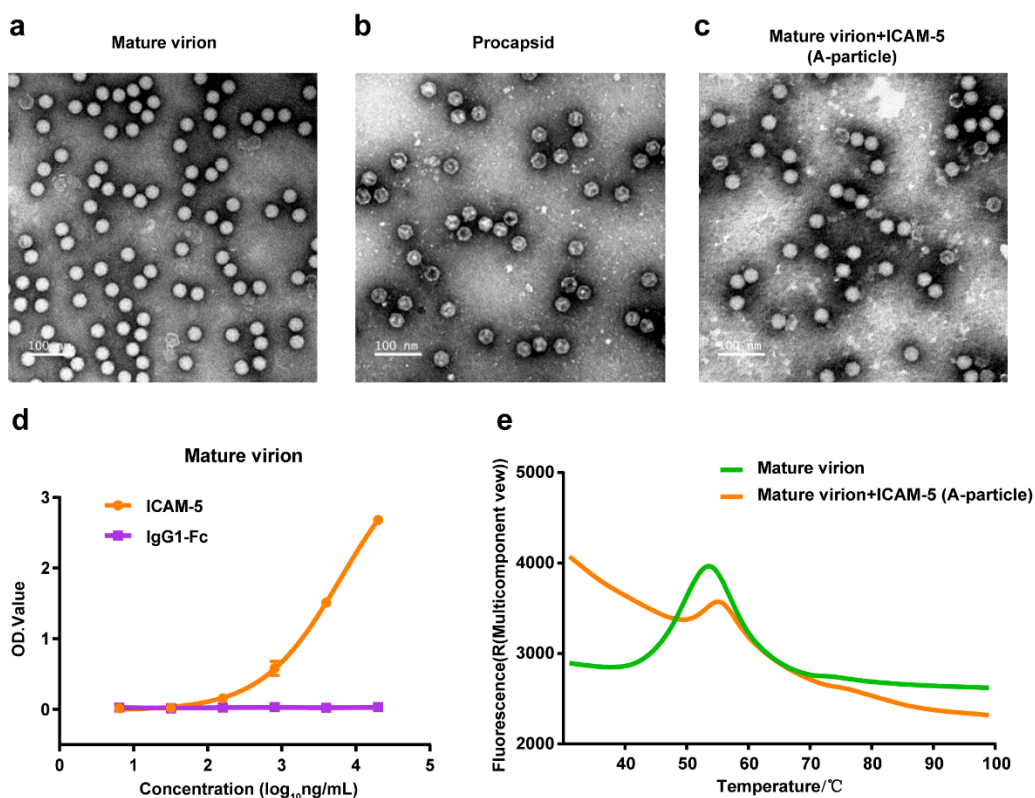 a
Mature virion
100 nm
b
Procapsid
100 nm
c
Mature virion+ICAM-5
(A-particle)
100 nm
d
Mature virion
ICAM-5
IgG1-Fc
OD.Value
3
2
1
0
0 1 2 3 4 5
Concentration (log10ng/mL)
e
Mature virion
Mature virion+ICAM-5 (A-particle)
Fluorescence(R(Multicomponent vew))
5000
4000
3000
2000
40 50 60 70 80 90 100
Temperature/℃